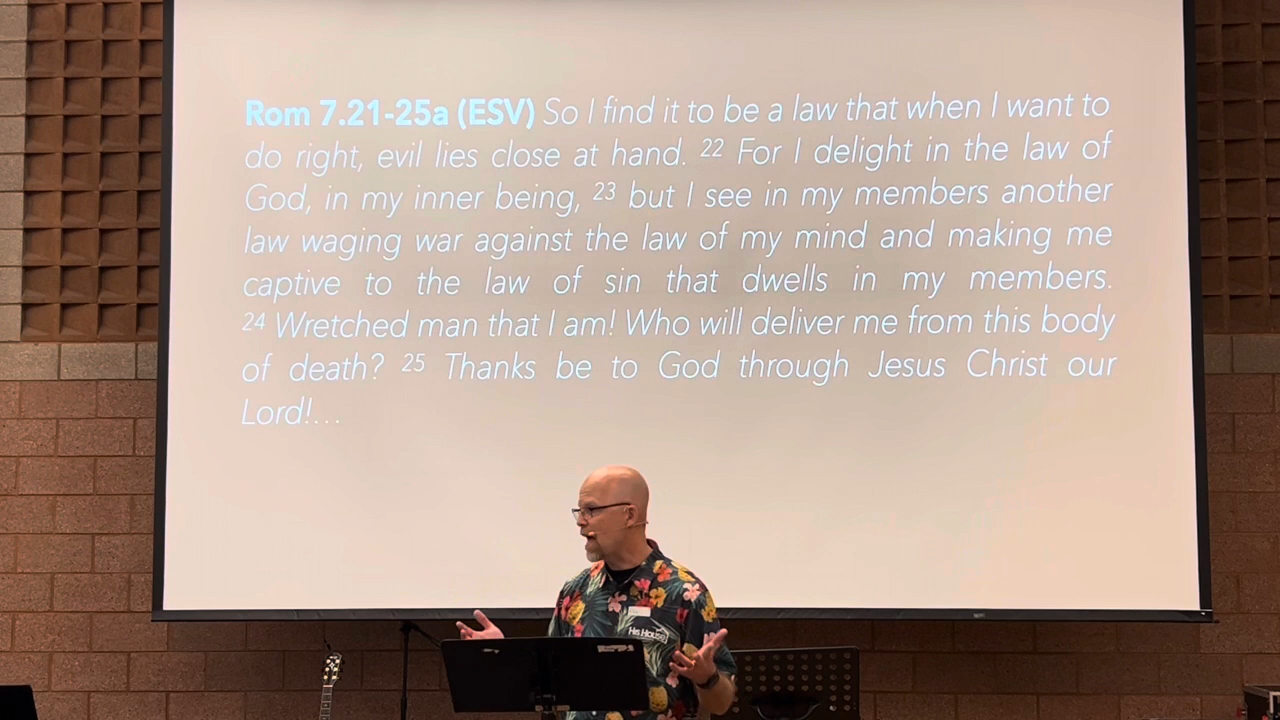 Rom 7.21-25a (ESV) So I find it to be a law that when I want to
do right, evil lies close at hand. 22 For I delight in the law of
God, in my inner being, 23 but I see in my members another
law waging war against the law of my mind and making me
captive to the law of sin that dwells in my members.
24 Wretched man that I am! Who will deliver me from this body
of death? 25 Thanks be to God through Jesus Christ our
Lord!...
His House